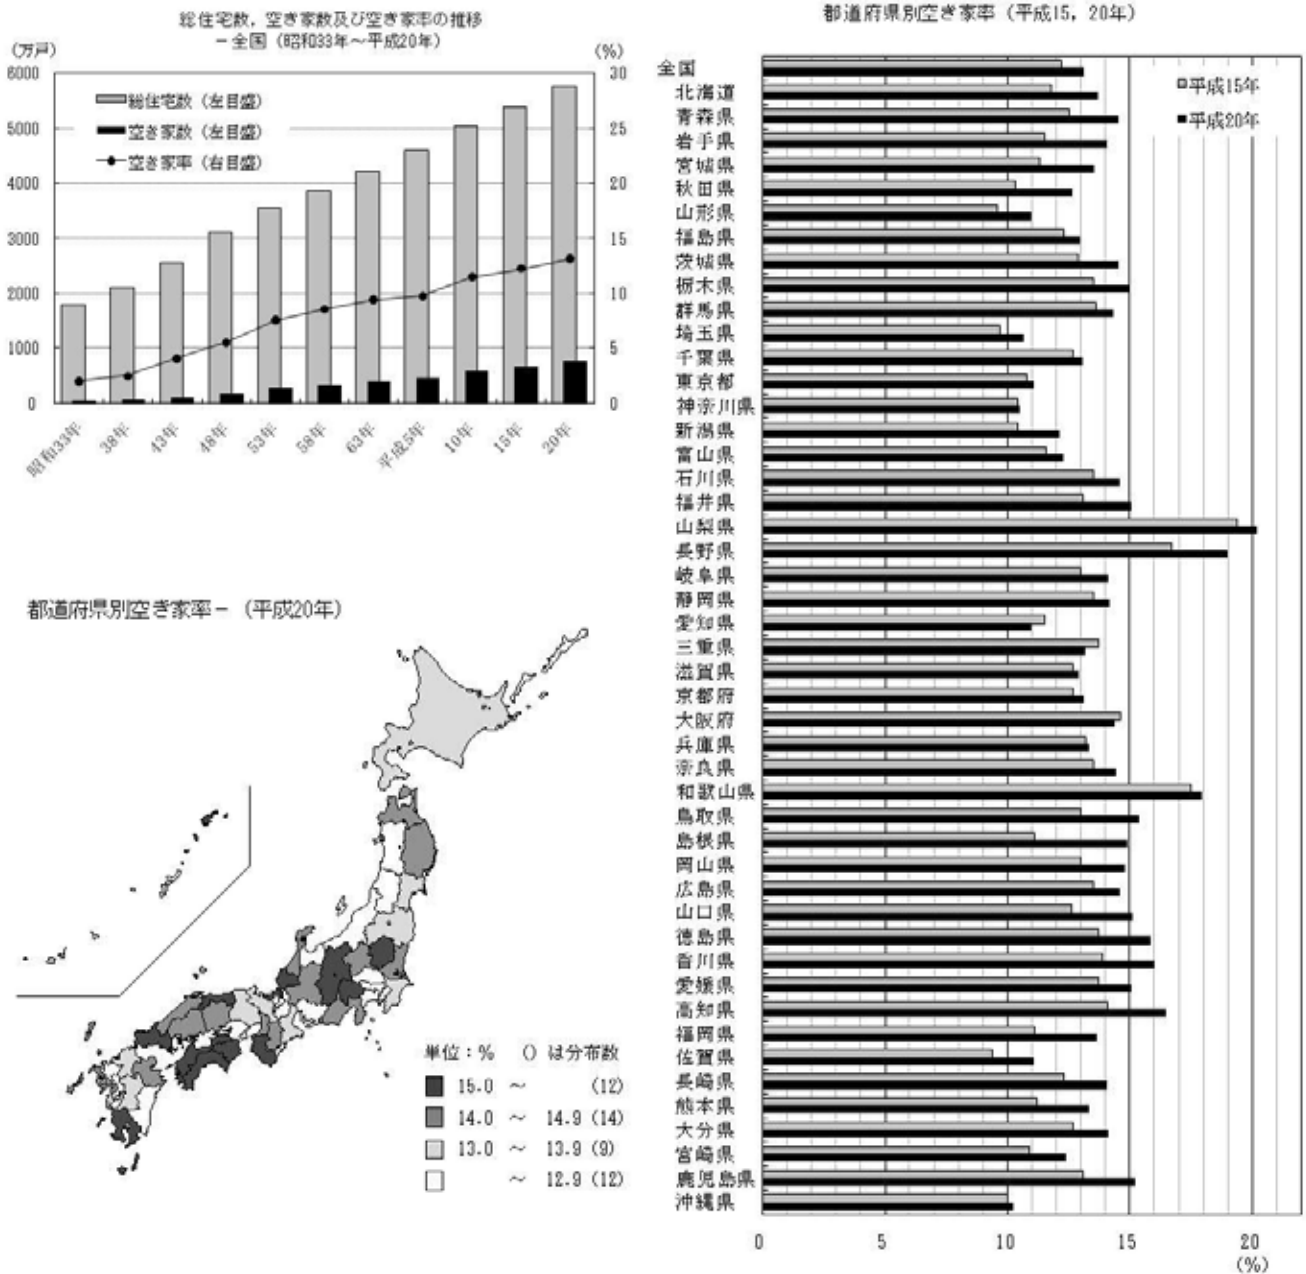 総住宅数，空き家数及び空き家率の推移
－全国（昭和33年～平成20年）
(万戸)
(%)
6000
5000
4000
3000
2000
1000
0
30
25
20
15
10
5
0
総住宅数（左目盛）
空き家数（左目盛）
空き家率（右目盛）
昭和33年
38年
43年
48年
53年
58年
63年
平成5年
10年
15年
20年
都道府県別空き家率－（平成20年）
単位：% () は分布数
15.0 ～ (12)
14.0 ～ 14.9 (14)
13.0 ～ 13.9 (9)
～ 12.9 (12)
都道府県別空き家率（平成15，20年）
平成15年
平成20年
全国
北海道
青森県
岩手県
宮城県
秋田県
山形県
福島県
茨城県
栃木県
群馬県
埼玉県
千葉県
東京都
神奈川県
新潟県
富山県
石川県
福井県
山梨県
長野県
岐阜県
静岡県
愛知県
三重県
滋賀県
京都府
大阪府
兵庫県
奈良県
和歌山県
鳥取県
島根県
岡山県
広島県
山口県
徳島県
香川県
愛媛県
高知県
福岡県
佐賀県
長崎県
熊本県
大分県
宮崎県
鹿児島県
沖縄県
0 5 10 15 20
(%)